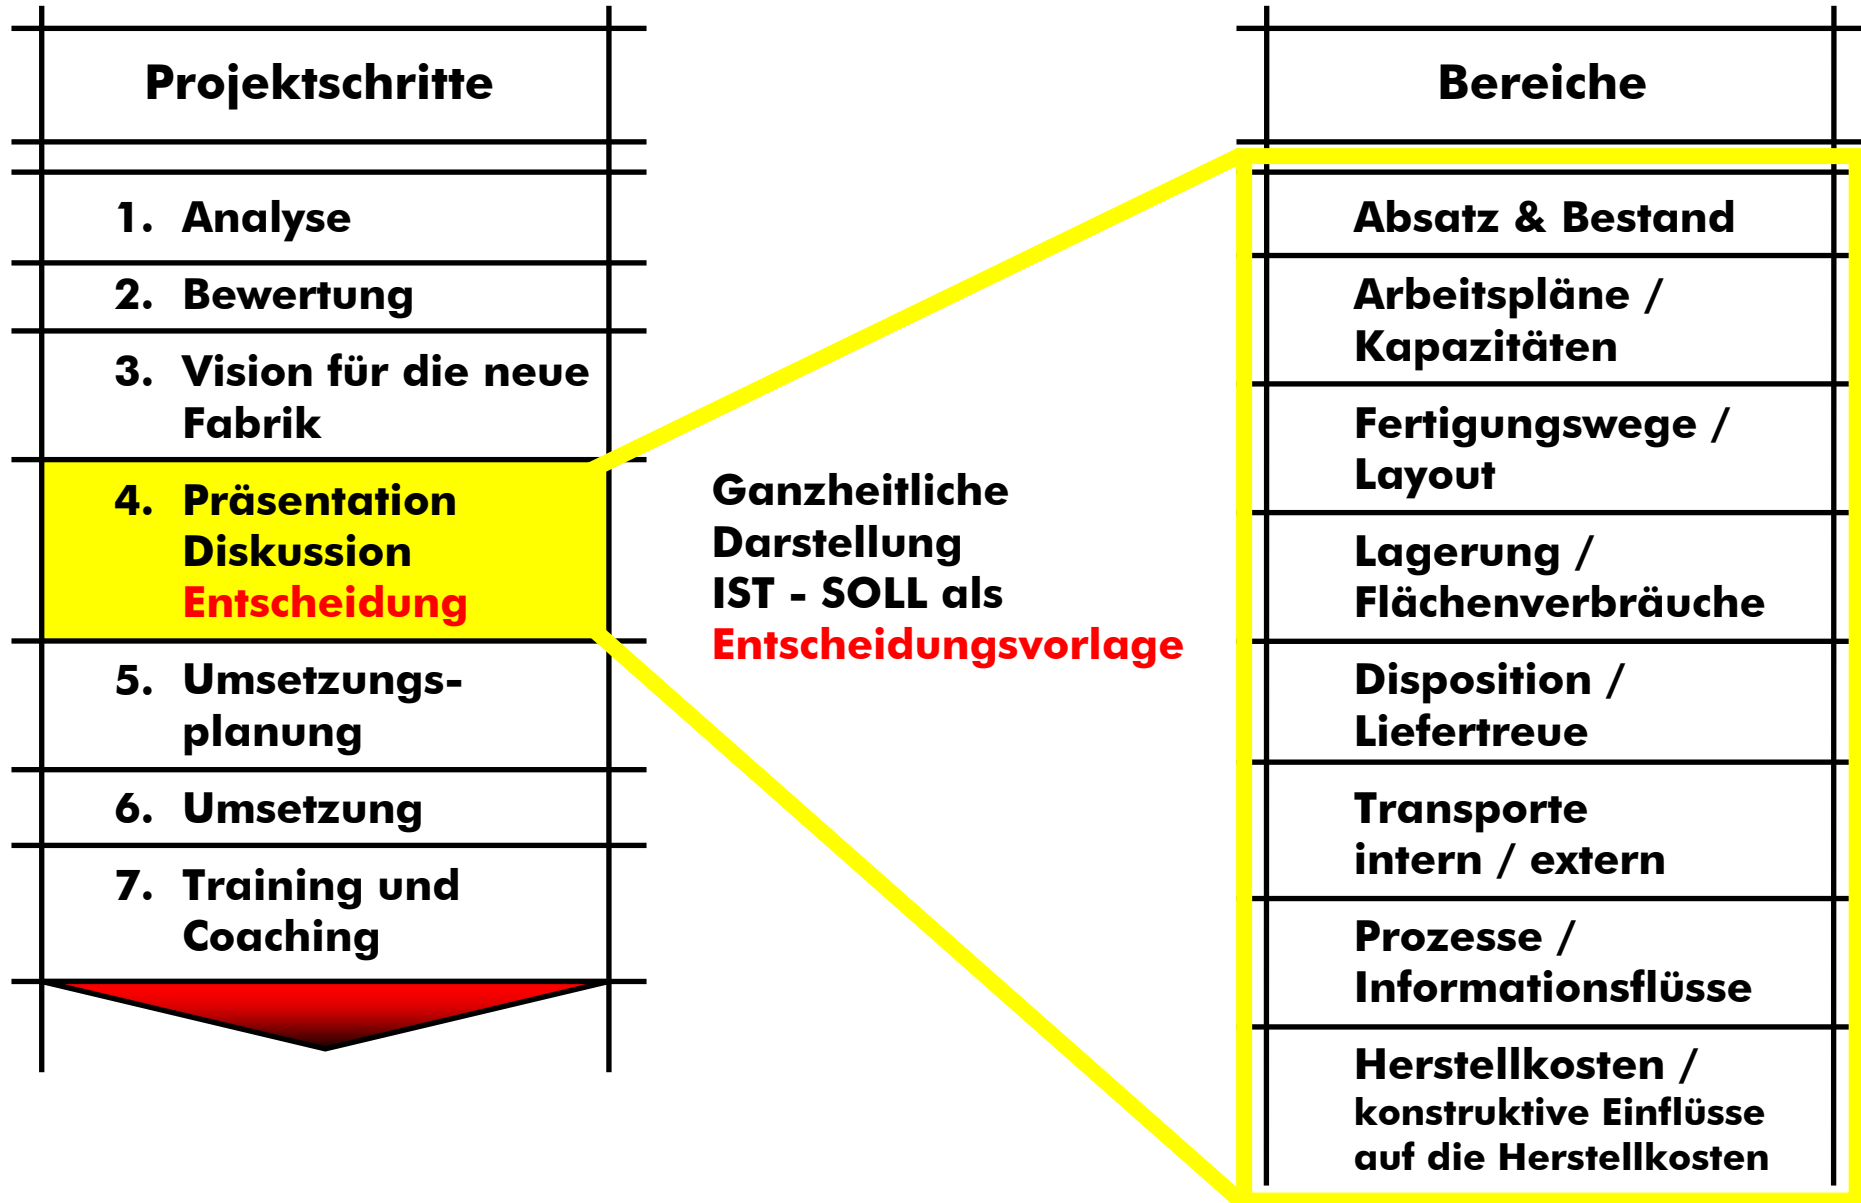 Projektschritte
1. Analyse
2. Bewertung
3. Vision für die neue
Fabrik
4. Präsentation
Diskussion
Entscheidung
5. Umsetzungs-
planung
6. Umsetzung
7. Training und
Coaching
Ganzheitliche
Darstellung
IST - SOLL als
Entscheidungsvorlage
Bereiche
Absatz & Bestand
Arbeitspläne /
Kapazitäten
Fertigungswege /
Layout
Lagerung /
Flächenverbräuche
Disposition /
Liefertreue
Transporte
intern / extern
Prozesse /
Informationsflüsse
Herstellkosten /
konstruktive Einflüsse
auf die Herstellkosten